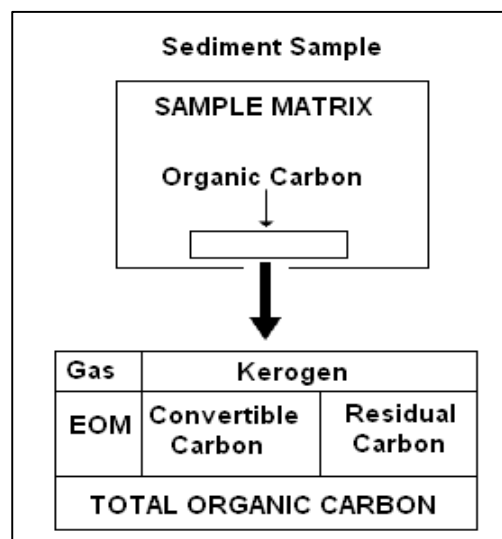 Sediment Sample
SAMPLE MATRIX
Organic Carbon
Gas
Kerogen
EOM
Convertible
Carbon
Residual
Carbon
TOTAL ORGANIC CARBON